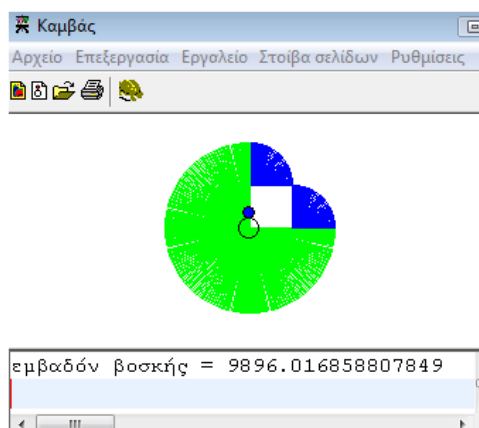 Καμβάς
Αρχείο Επεξεργασία Εργαλείο Στοίβα σελίδων Ρυθμίσεις
εμβαδόν βοσκής = 9896.016858807849